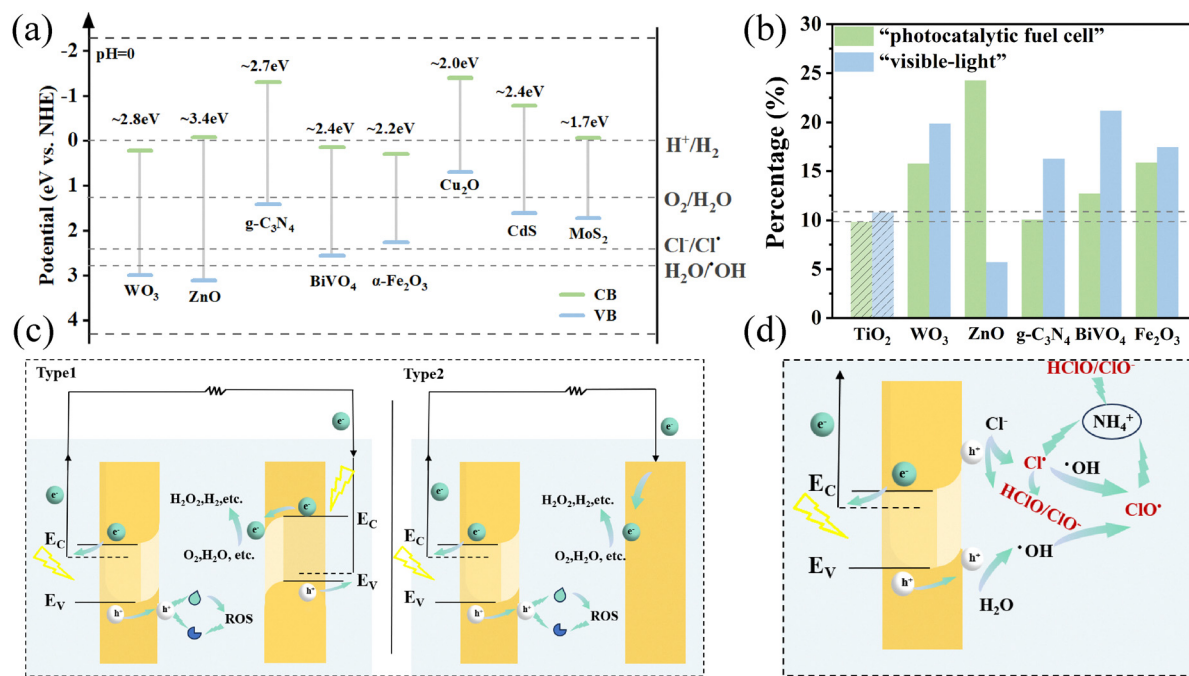 (a)
pH=0
Potential (eV vs. NHE)
-2
-1
0
1
2
3
4
~2.8eV
~3.4eV
~2.7eV
~2.4eV
~2.2eV
~2.0eV
~2.4eV
~1.7eV
WO₃
ZnO
g-C₃N₄
BiVO₄
α-Fe₂O₃
Cu₂O
CdS
MoS₂
H⁺/H₂
O₂/H₂O
Cl⁻/Cl•
H₂O/•OH
CB
VB
(b)
Percentage (%)
30
25
20
15
10
5
0
"photocatalytic fuel cell"
"visible-light"
TiO₂
WO₃
ZnO
g-C₃N₄
BiVO₄
Fe₂O₃
(c)
Type1
e⁻
e⁻
e⁻
E_C
E_V
h⁺
h⁺
ROS
H₂O₂,H₂,etc.
O₂,H₂O, etc.
e⁻
e⁻
E_C
E_V
h⁺
Type2
e⁻
e⁻
e⁻
E_C
E_V
h⁺
h⁺
ROS
H₂O₂,H₂,etc.
O₂,H₂O, etc.
e⁻
(d)
e⁻
e⁻
E_C
E_V
h⁺
h⁺
h⁺
Cl⁻
Cl•
•OH
HClO/ClO⁻
NH₄⁺
HClO/ClO⁻
ClO•
•OH
H₂O